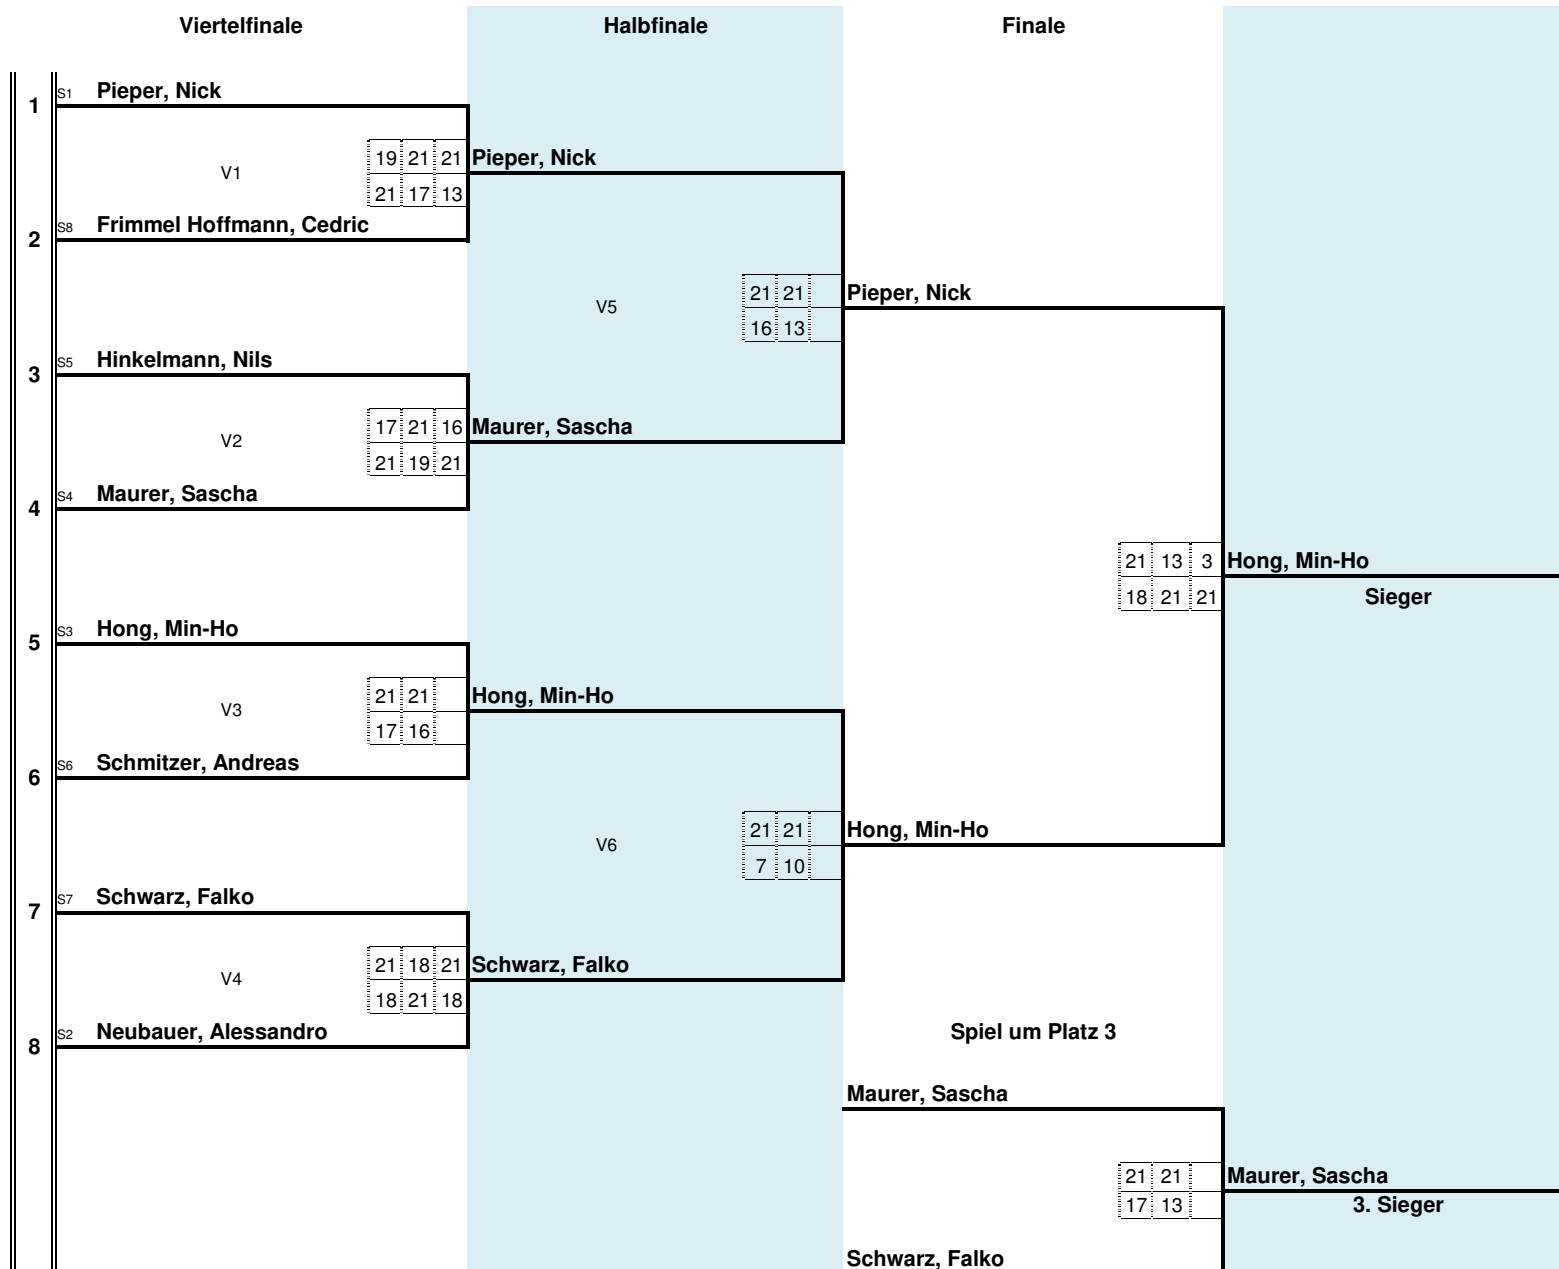 Viertelfinale Halbfinale Finale
1 S1 Pieper, Nick
V1 19 21 21 Pieper, Nick
21 17 13
2 S8 Frimmel Hoffmann, Cedric
V5 21 21 Pieper, Nick
16 13
3 S5 Hinkelmann, Nils
V2 17 21 16 Maurer, Sascha
21 19 21
4 S4 Maurer, Sascha
21 13 3 Hong, Min-Ho
18 21 21 Sieger
5 S3 Hong, Min-Ho
V3 21 21 Hong, Min-Ho
17 16
6 S6 Schmitzer, Andreas
V6 21 21 Hong, Min-Ho
7 10
7 S7 Schwarz, Falko
V4 21 18 21 Schwarz, Falko
18 21 18
8 S2 Neubauer, Alessandro Spiel um Platz 3
Maurer, Sascha
21 21 Maurer, Sascha
17 13 3. Sieger
Schwarz, Falko